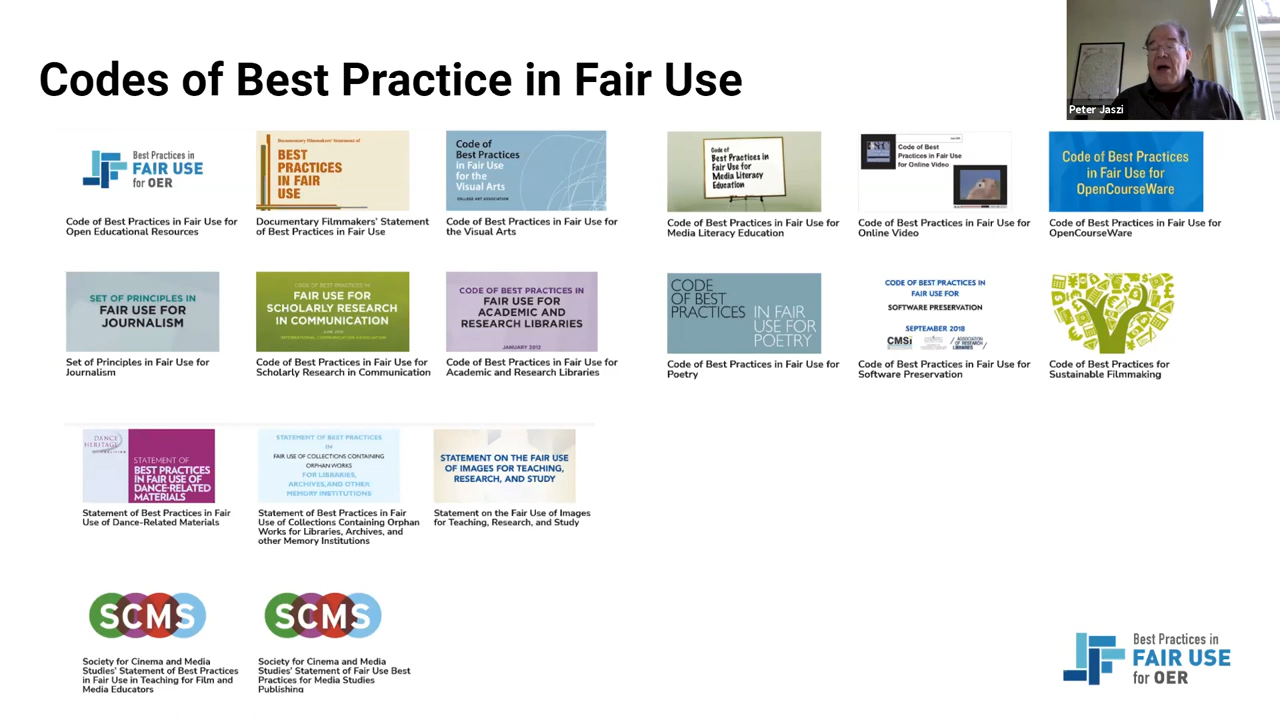 Codes of Best Practice in Fair Use
Peter Jaszi
Best Practices in
FAIR USE
for OER
Code of Best Practices in Fair Use for
Open Educational Resources
Documentary Filmmakers' Statement of
BEST
PRACTICES
IN FAIR
USE
Documentary Filmmakers' Statement
of Best Practices in Fair Use
Code of
Best Practices
in Fair Use
for the
Visual Arts
COLLEGE ART ASSOCIATION
Code of Best Practices in Fair Use for
the Visual Arts
Code of
Best Practices in
Fair Use for
Media Literacy
Education
Code of Best Practices in Fair Use for
Media Literacy Education
Code of Best
Practices in Fair Use
for Online Video
Code of Best Practices in Fair Use for
Online Video
Code of Best Practices
in Fair Use for
OpenCourseWare
Code of Best Practices in Fair Use for
OpenCourseWare
SET OF PRINCIPLES IN
FAIR USE FOR
JOURNALISM
Set of Principles in Fair Use for
Journalism
CODE OF BEST PRACTICES IN
FAIR USE FOR
SCHOLARLY RESEARCH
IN COMMUNICATION
JUNE 2010
INTERNATIONAL COMMUNICATION ASSOCIATION
Code of Best Practices in Fair Use for
Scholarly Research in Communication
CODE OF BEST PRACTICES IN
FAIR USE FOR
ACADEMIC AND
RESEARCH LIBRARIES
JANUARY 2012
Code of Best Practices in Fair Use for
Academic and Research Libraries
CODE
OF BEST
PRACTICES
IN FAIR
USE FOR
POETRY
Code of Best Practices in Fair Use for
Poetry
CODE OF BEST PRACTICES IN
FAIR USE FOR
SOFTWARE PRESERVATION
SEPTEMBER 2018
CMSi
ASSOCIATION
OF RESEARCH
LIBRARIES
Code of Best Practices in Fair Use for
Software Preservation
Code of Best Practices for
Sustainable Filmmaking
DANCE
HERITAGE
COALITION
STATEMENT OF
BEST PRACTICES
IN FAIR USE OF
DANCE-RELATED
MATERIALS
Statement of Best Practices in Fair
Use of Dance-Related Materials
STATEMENT OF BEST PRACTICES
IN
FAIR USE OF COLLECTIONS CONTAINING
ORPHAN WORKS
FOR LIBRARIES,
ARCHIVES, AND OTHER
MEMORY INSTITUTIONS
Statement of Best Practices in Fair
Use of Collections Containing Orphan
Works for Libraries, Archives, and
other Memory Institutions
STATEMENT ON THE FAIR USE
OF IMAGES FOR TEACHING,
RESEARCH, AND STUDY
Statement on the Fair Use of Images
for Teaching, Research, and Study
SCMS
Society for Cinema and Media
Studies' Statement of Best Practices
in Fair Use in Teaching for Film and
Media Educators
SCMS
Society for Cinema and Media
Studies' Statement of Fair Use Best
Practices for Media Studies
Publishing
Best Practices in
FAIR USE
for OER